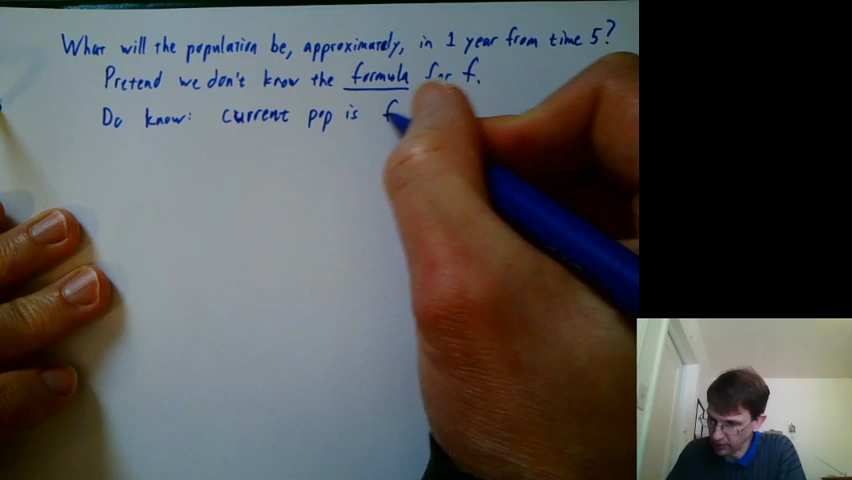 What will the population be, approximately, in 1 year from time 5?
Pretend we don't know the formula for f.
Do know: current pop is f